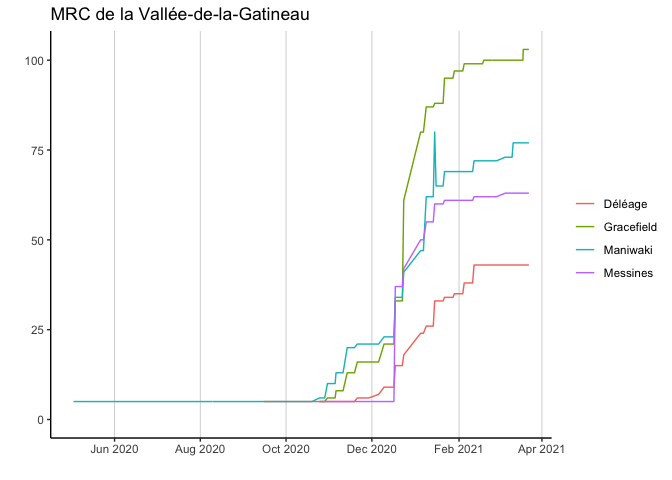 MRC de la Vallée-de-la-Gatineau
100
75
50
25
0
Jun 2020 Aug 2020 Oct 2020 Dec 2020 Feb 2021 Apr 2021
Déléage
Gracefield
Maniwaki
Messines